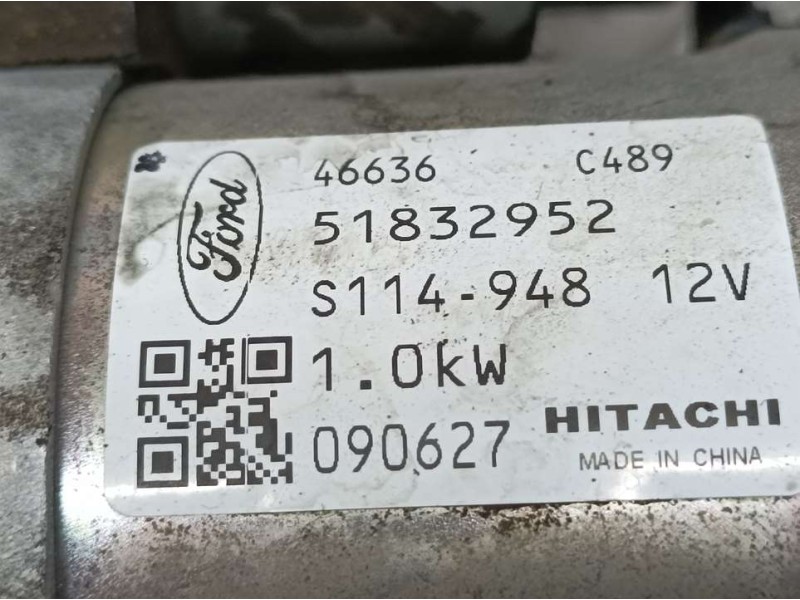 Ford
46636 C489
51832952
S114-948 12V
1.0kW
090627
HITACHI
MADE IN CHINA